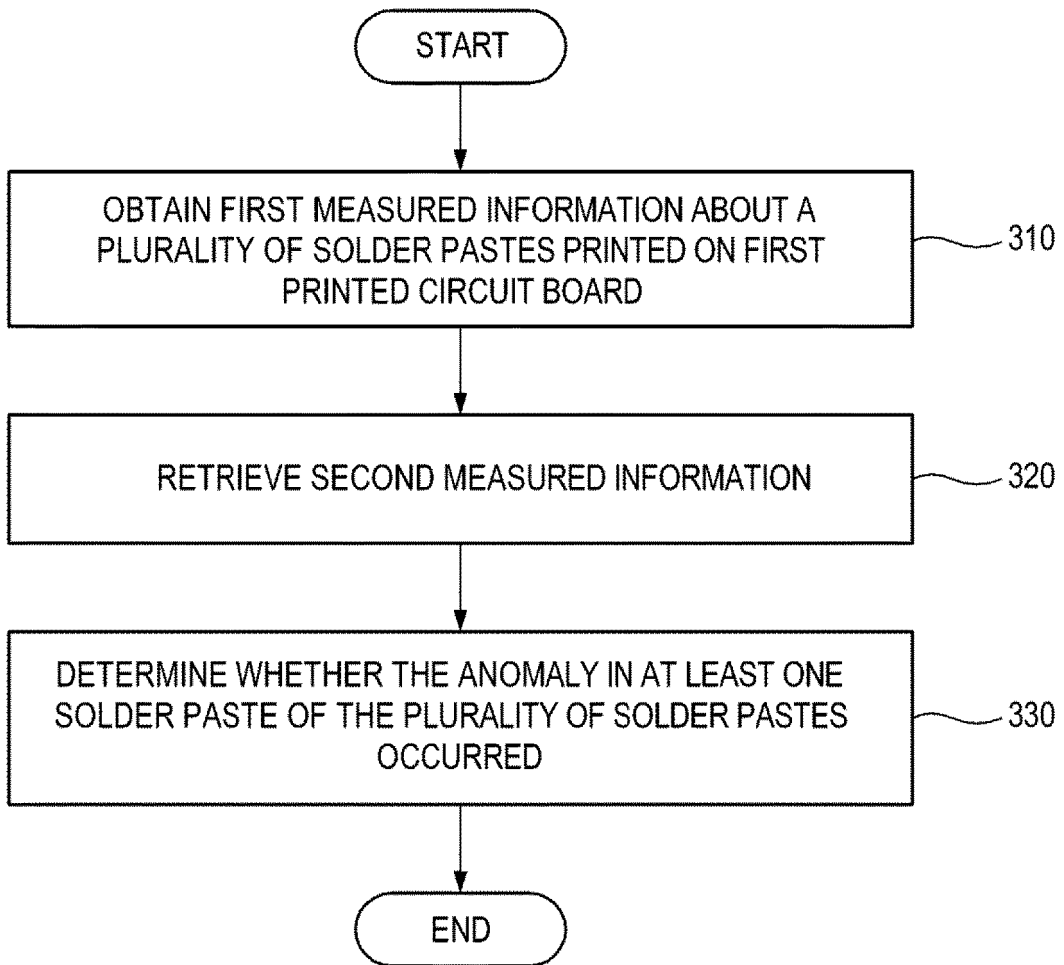 START
OBTAIN FIRST MEASURED INFORMATION ABOUT A
PLURALITY OF SOLDER PASTES PRINTED ON FIRST
PRINTED CIRCUIT BOARD
310
RETRIEVE SECOND MEASURED INFORMATION
320
DETERMINE WHETHER THE ANOMALY IN AT LEAST ONE
SOLDER PASTE OF THE PLURALITY OF SOLDER PASTES
OCCURRED
330
END